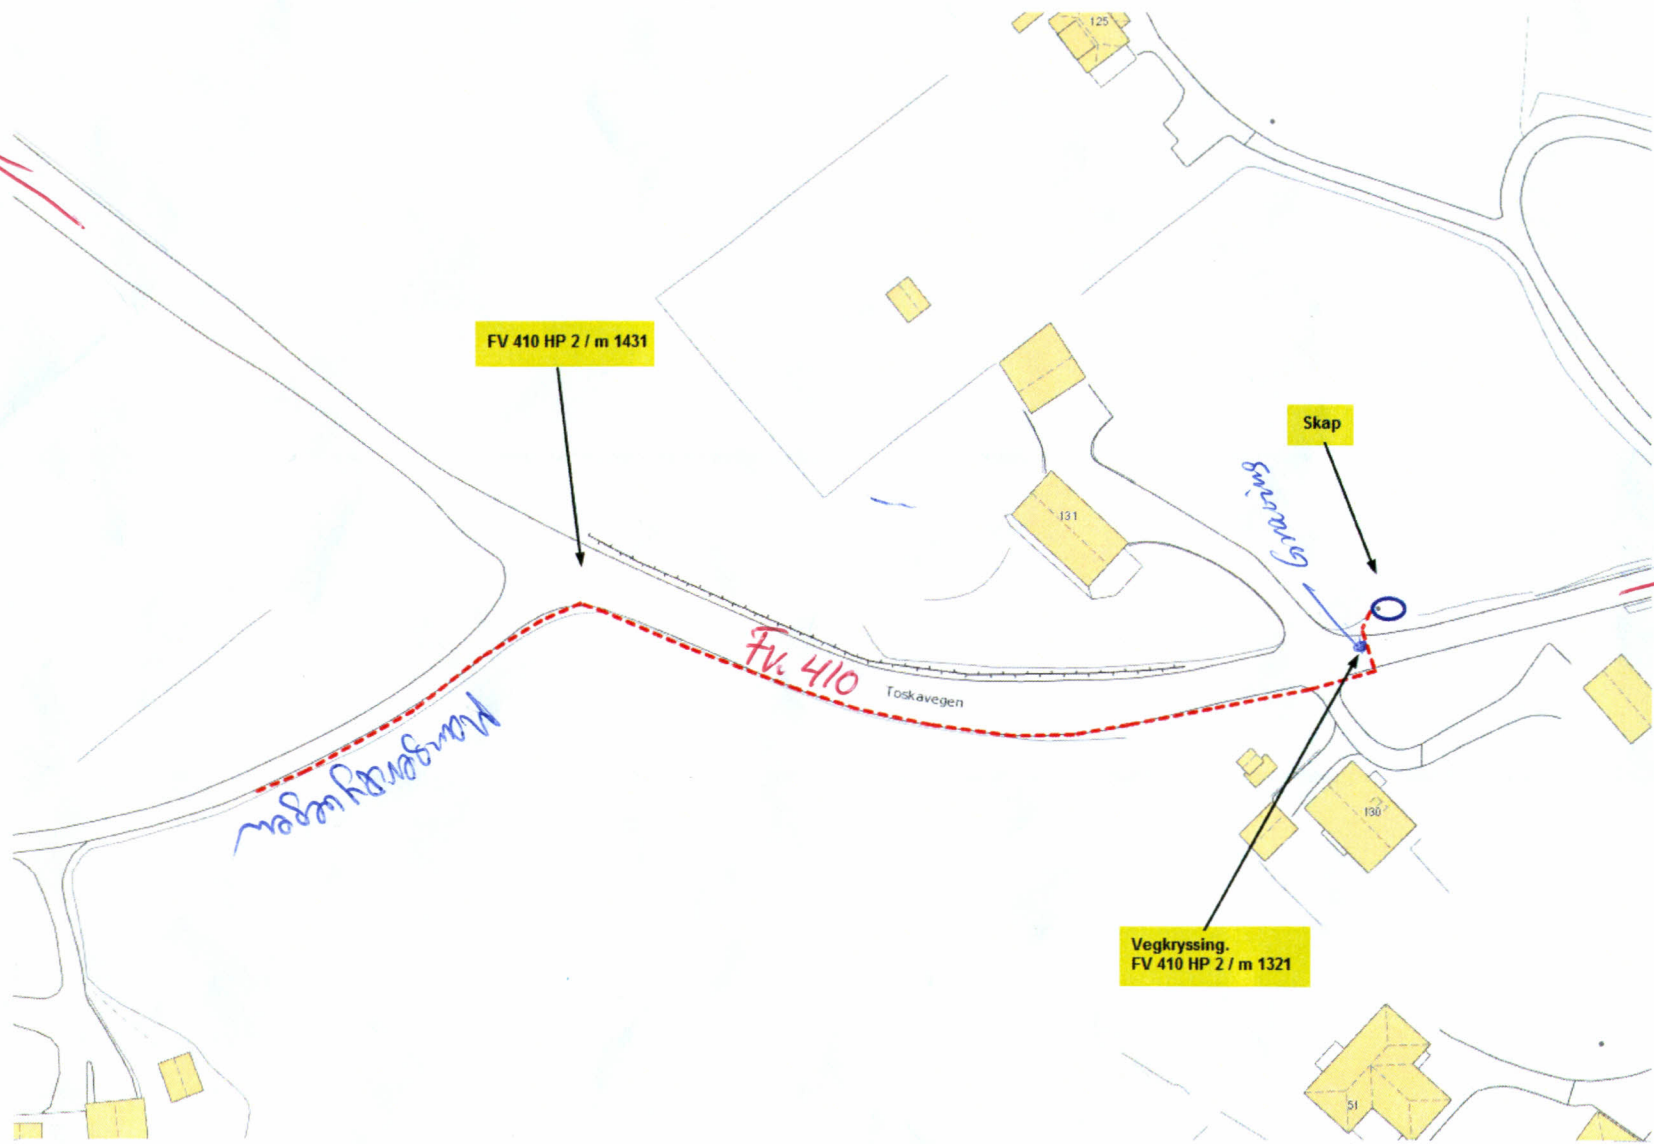 125
FV 410 HP 2 / m 1431
Skap
Graving
131
Fv. 410
Toskavegen
Mangerøyvegen
130
Vegkryssing.
FV 410 HP 2 / m 1321
51